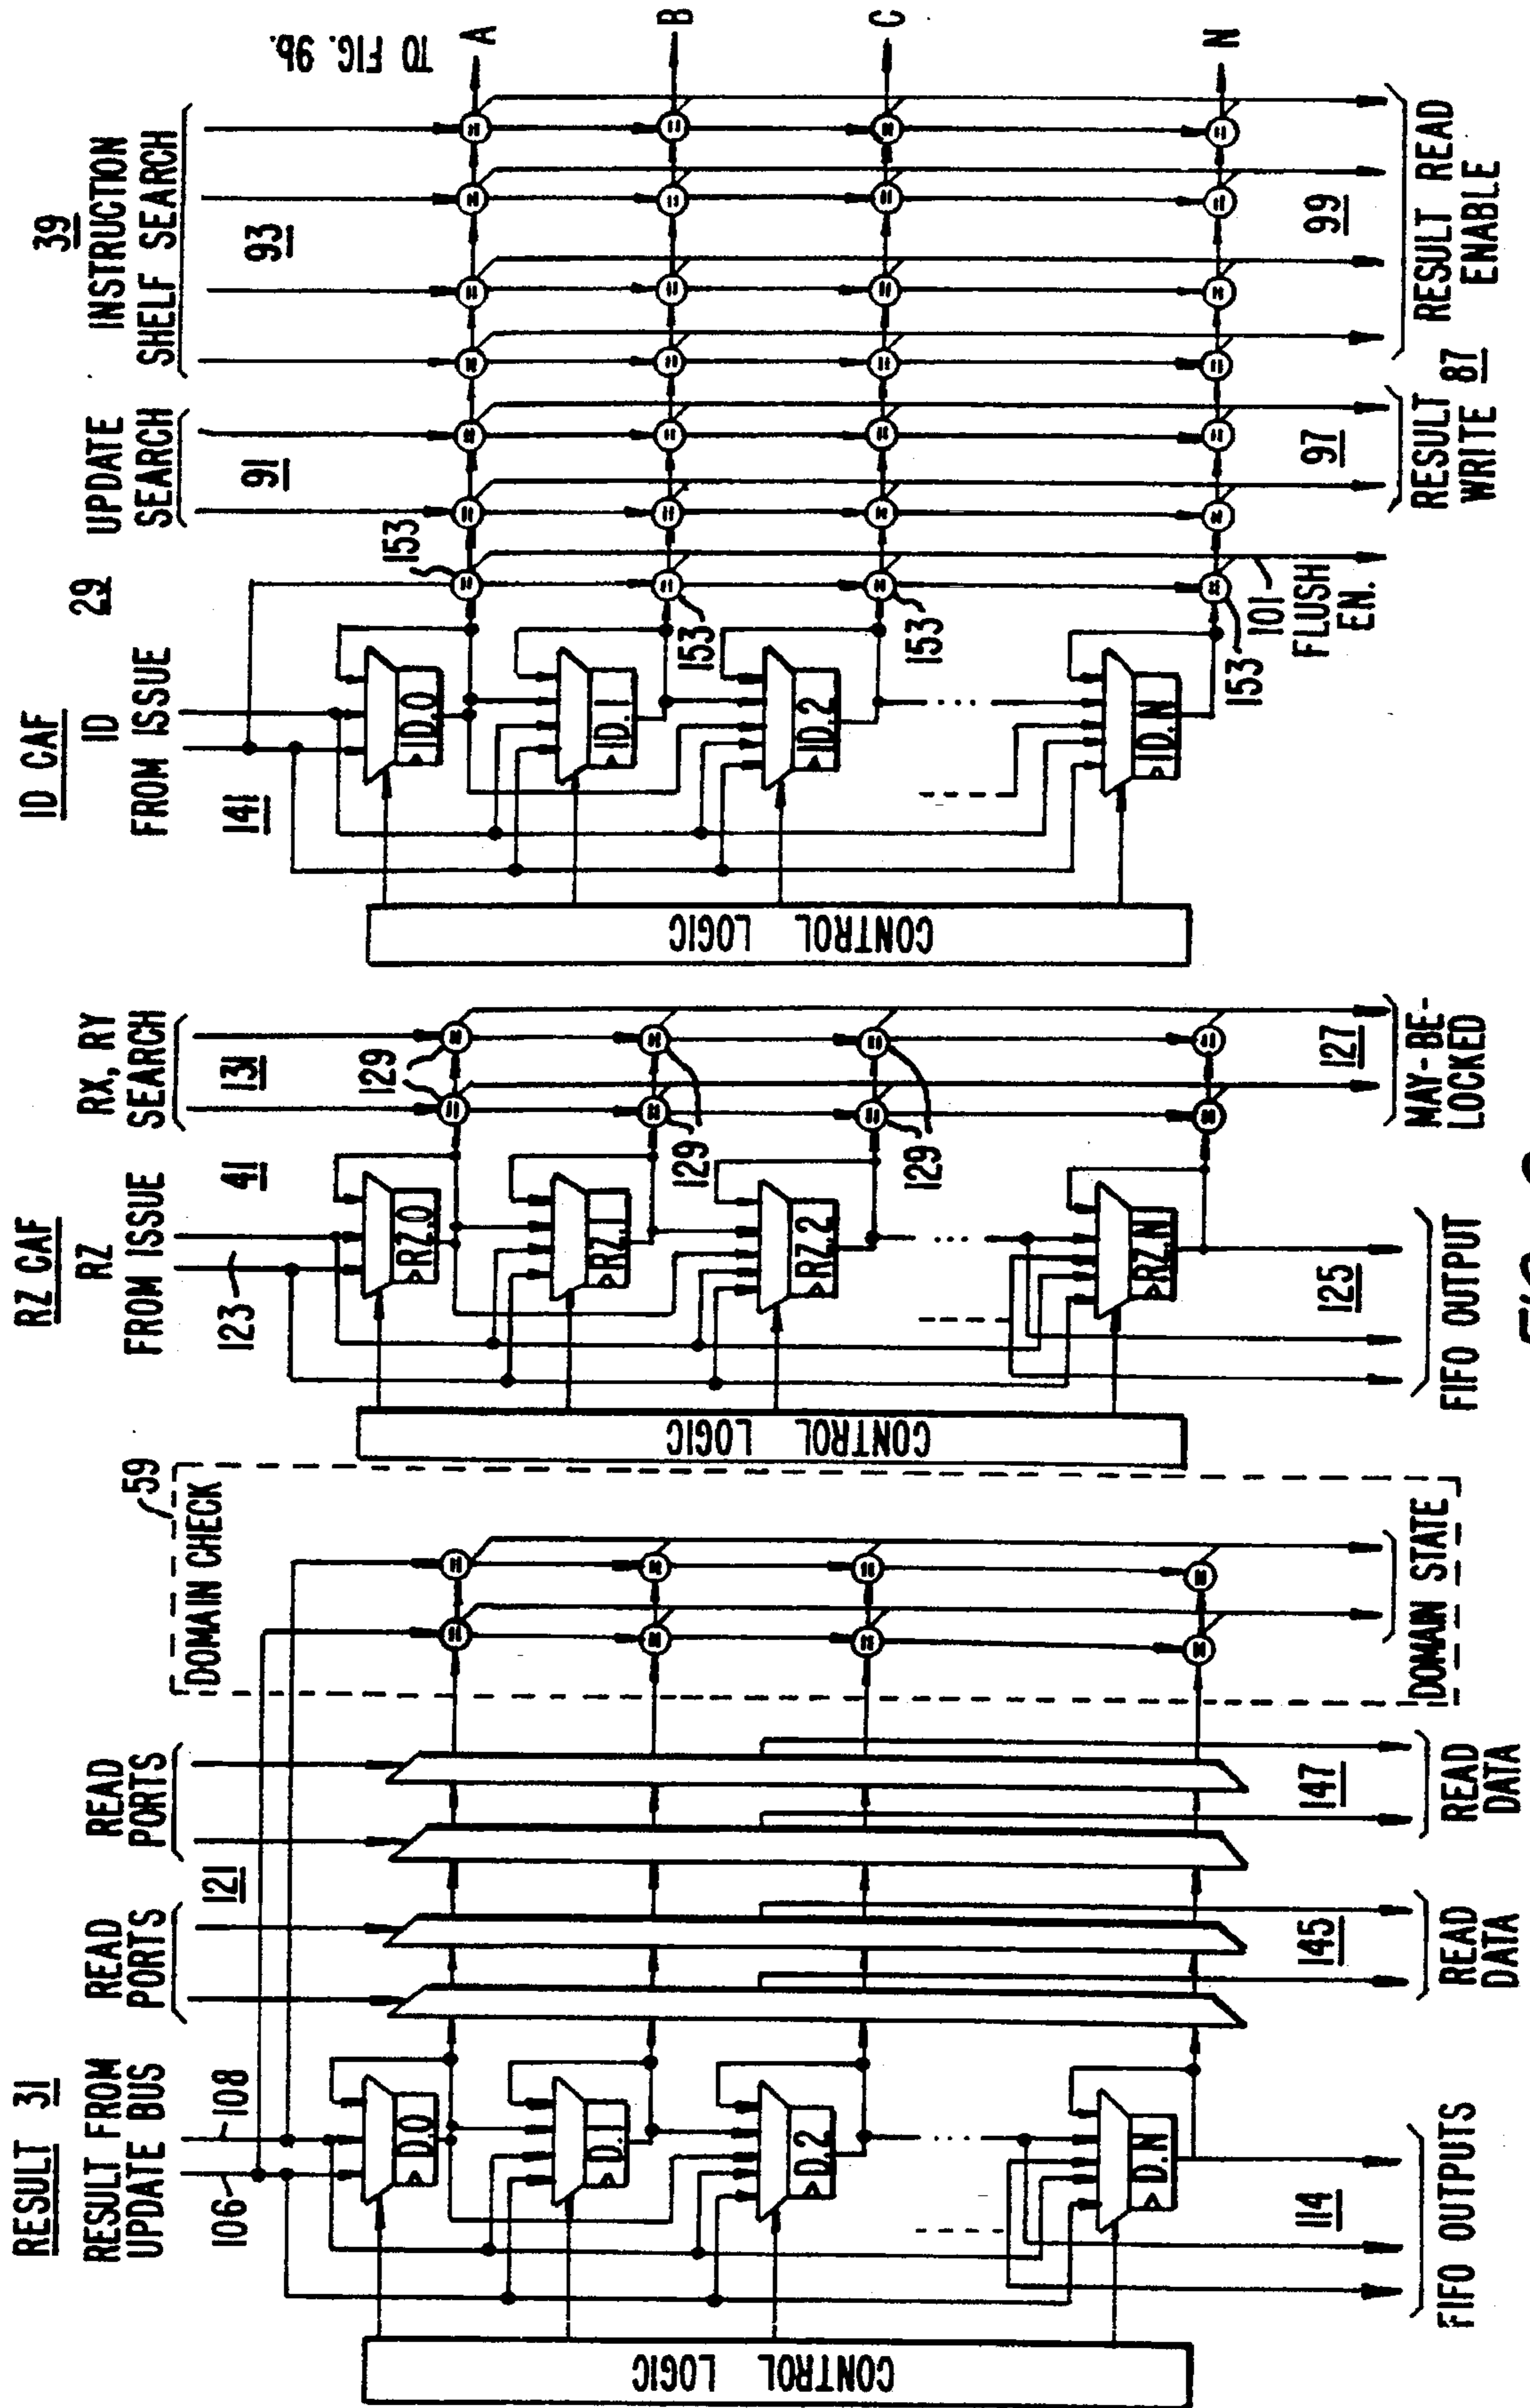 RESULT 31
RESULT FROM
UPDATE BUS
106
108
READ
PORTS
121
READ
PORTS
59
DOMAIN CHECK
CONTROL LOGIC
D.0
D.1
D.2
...
D.N
DOMAIN STATE
114
FIFO OUTPUTS
145
READ
DATA
147
READ
DATA
RZ CAF
RZ
FROM ISSUE
41
123
RX, RY
SEARCH
131
129
129
129
CONTROL LOGIC
RZ.0
RZ.1
RZ.2
...
RZ.N
125
FIFO OUTPUT
127
MAY-BE-
LOCKED
ID CAF
ID
FROM ISSUE
29
141
UPDATE
SEARCH
91
39
INSTRUCTION
SHELF SEARCH
93
TO FIG. 9b.
CONTROL LOGIC
ID.0
ID.1
ID.2
...
ID.N
153
153
153
153
A
B
C
N
101
FLUSH
EN.
97
RESULT
WRITE 87
99
RESULT READ
ENABLE